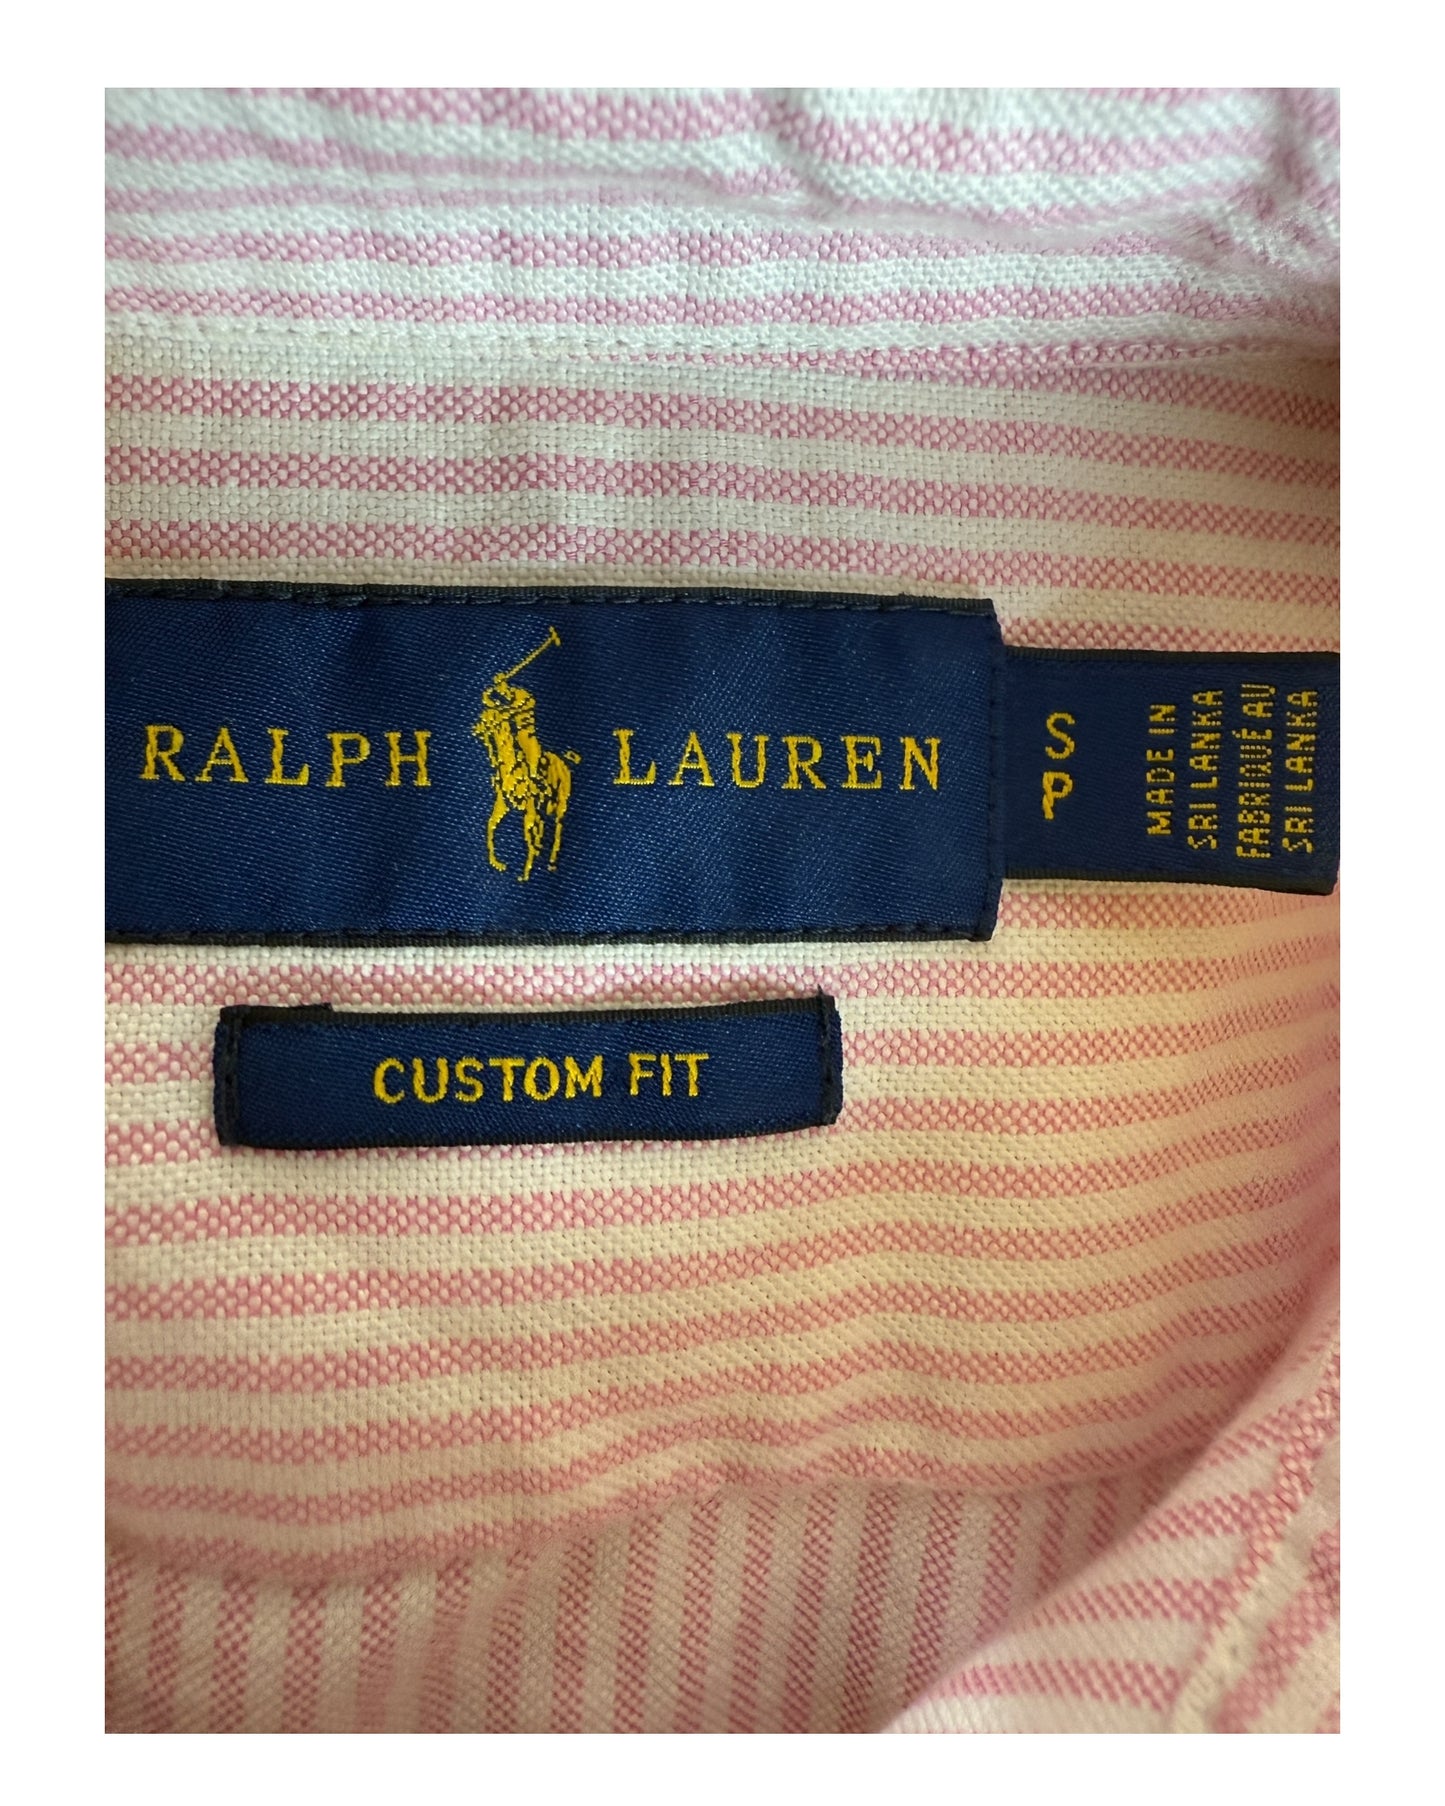 RALPH LAUREN
S
P
MADE IN
SRI LANKA
FABRIQUÉ AU
SRI LANKA
CUSTOM FIT